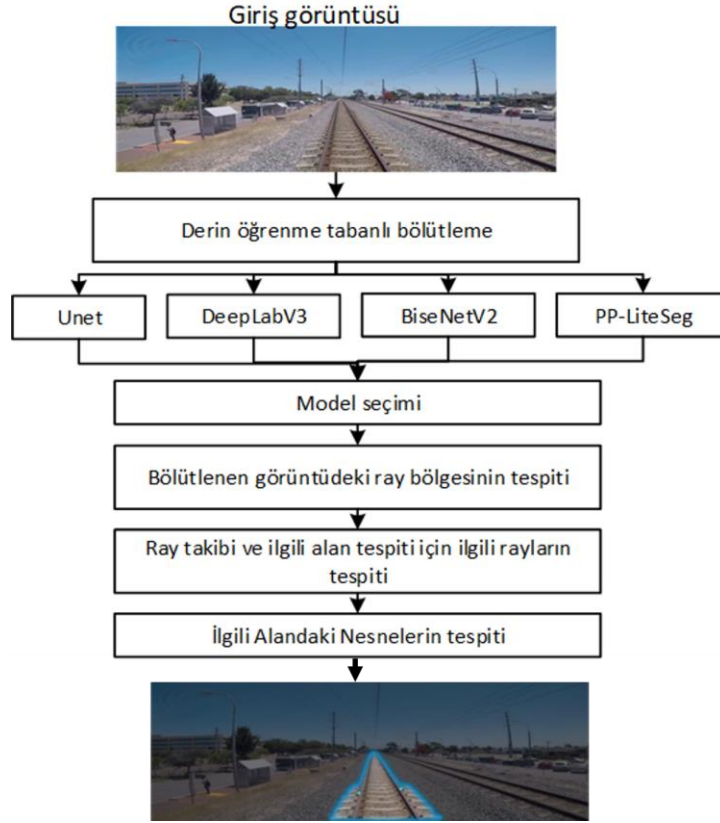 Giriş görüntüsü
Derin öğrenme tabanlı bölütleme
Unet
DeepLabV3
BiseNetV2
PP-LiteSeg
Model seçimi
Bölütlenen görüntüdeki ray bölgesinin tespiti
Ray takibi ve ilgili alan tespiti için ilgili rayların
tespiti
İlgili Alandaki Nesnelerin tespiti